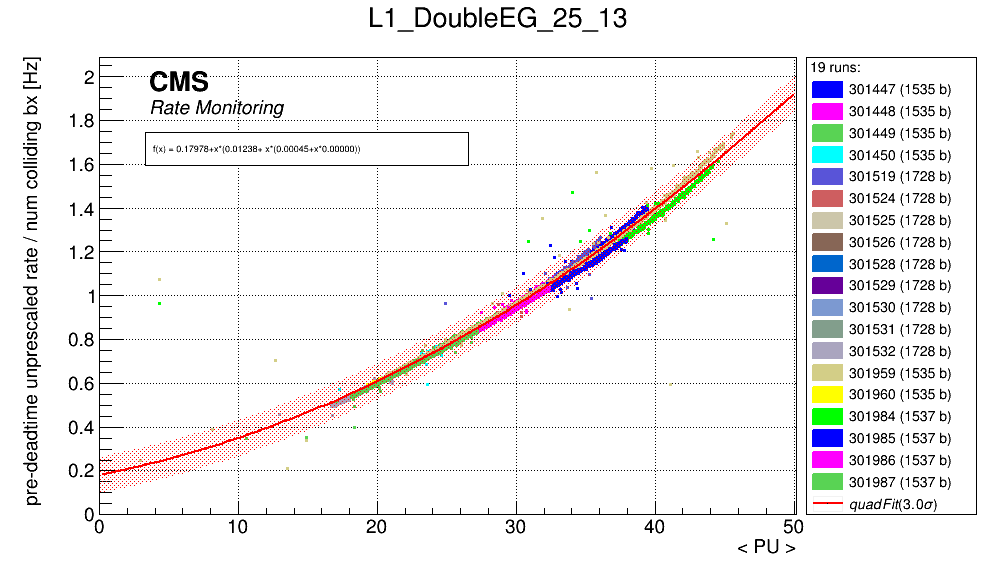 L1_DoubleEG_25_13
pre-deadtime unprescaled rate / num colliding bx [Hz]
CMS
Rate Monitoring
f(x) = 0.17978+x*(0.01238+ x*(0.00045+x*0.00000))
2
1.8
1.6
1.4
1.2
1
0.8
0.6
0.4
0.2
0
0 10 20 30 40 50
< PU >
19 runs:
301447 (1535 b)
301448 (1535 b)
301449 (1535 b)
301450 (1535 b)
301519 (1728 b)
301524 (1728 b)
301525 (1728 b)
301526 (1728 b)
301528 (1728 b)
301529 (1728 b)
301530 (1728 b)
301531 (1728 b)
301532 (1728 b)
301959 (1535 b)
301960 (1535 b)
301984 (1537 b)
301985 (1537 b)
301986 (1537 b)
301987 (1537 b)
quadFit(3.0σ)